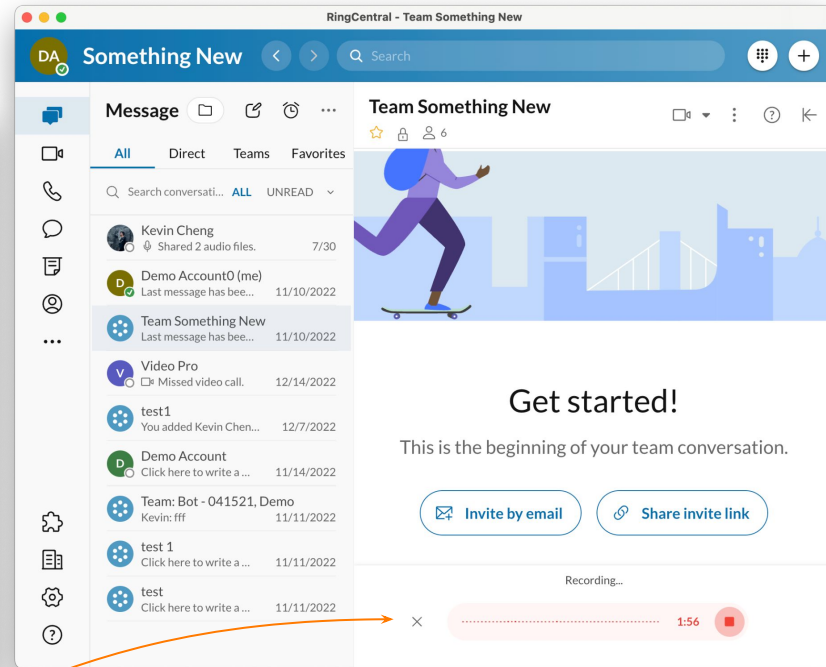 RingCentral - Team Something New
DA
Something New
Search
Message
All Direct Teams Favorites
Search conversati... ALL UNREAD
Kevin Cheng
Shared 2 audio files. 7/30
D
Demo Account0 (me)
Last message has bee... 11/10/2022
Team Something New
Last message has bee... 11/10/2022
V
Video Pro
Missed video call. 12/14/2022
test1
You added Kevin Chen... 12/7/2022
D
Demo Account
Click here to write a ... 11/14/2022
Team: Bot - 041521, Demo
Kevin: fff 11/11/2022
test 1
Click here to write a ... 11/11/2022
test
Click here to write a ... 11/11/2022
Team Something New
6
Get started!
This is the beginning of your team conversation.
Invite by email Share invite link
Recording...
1:56